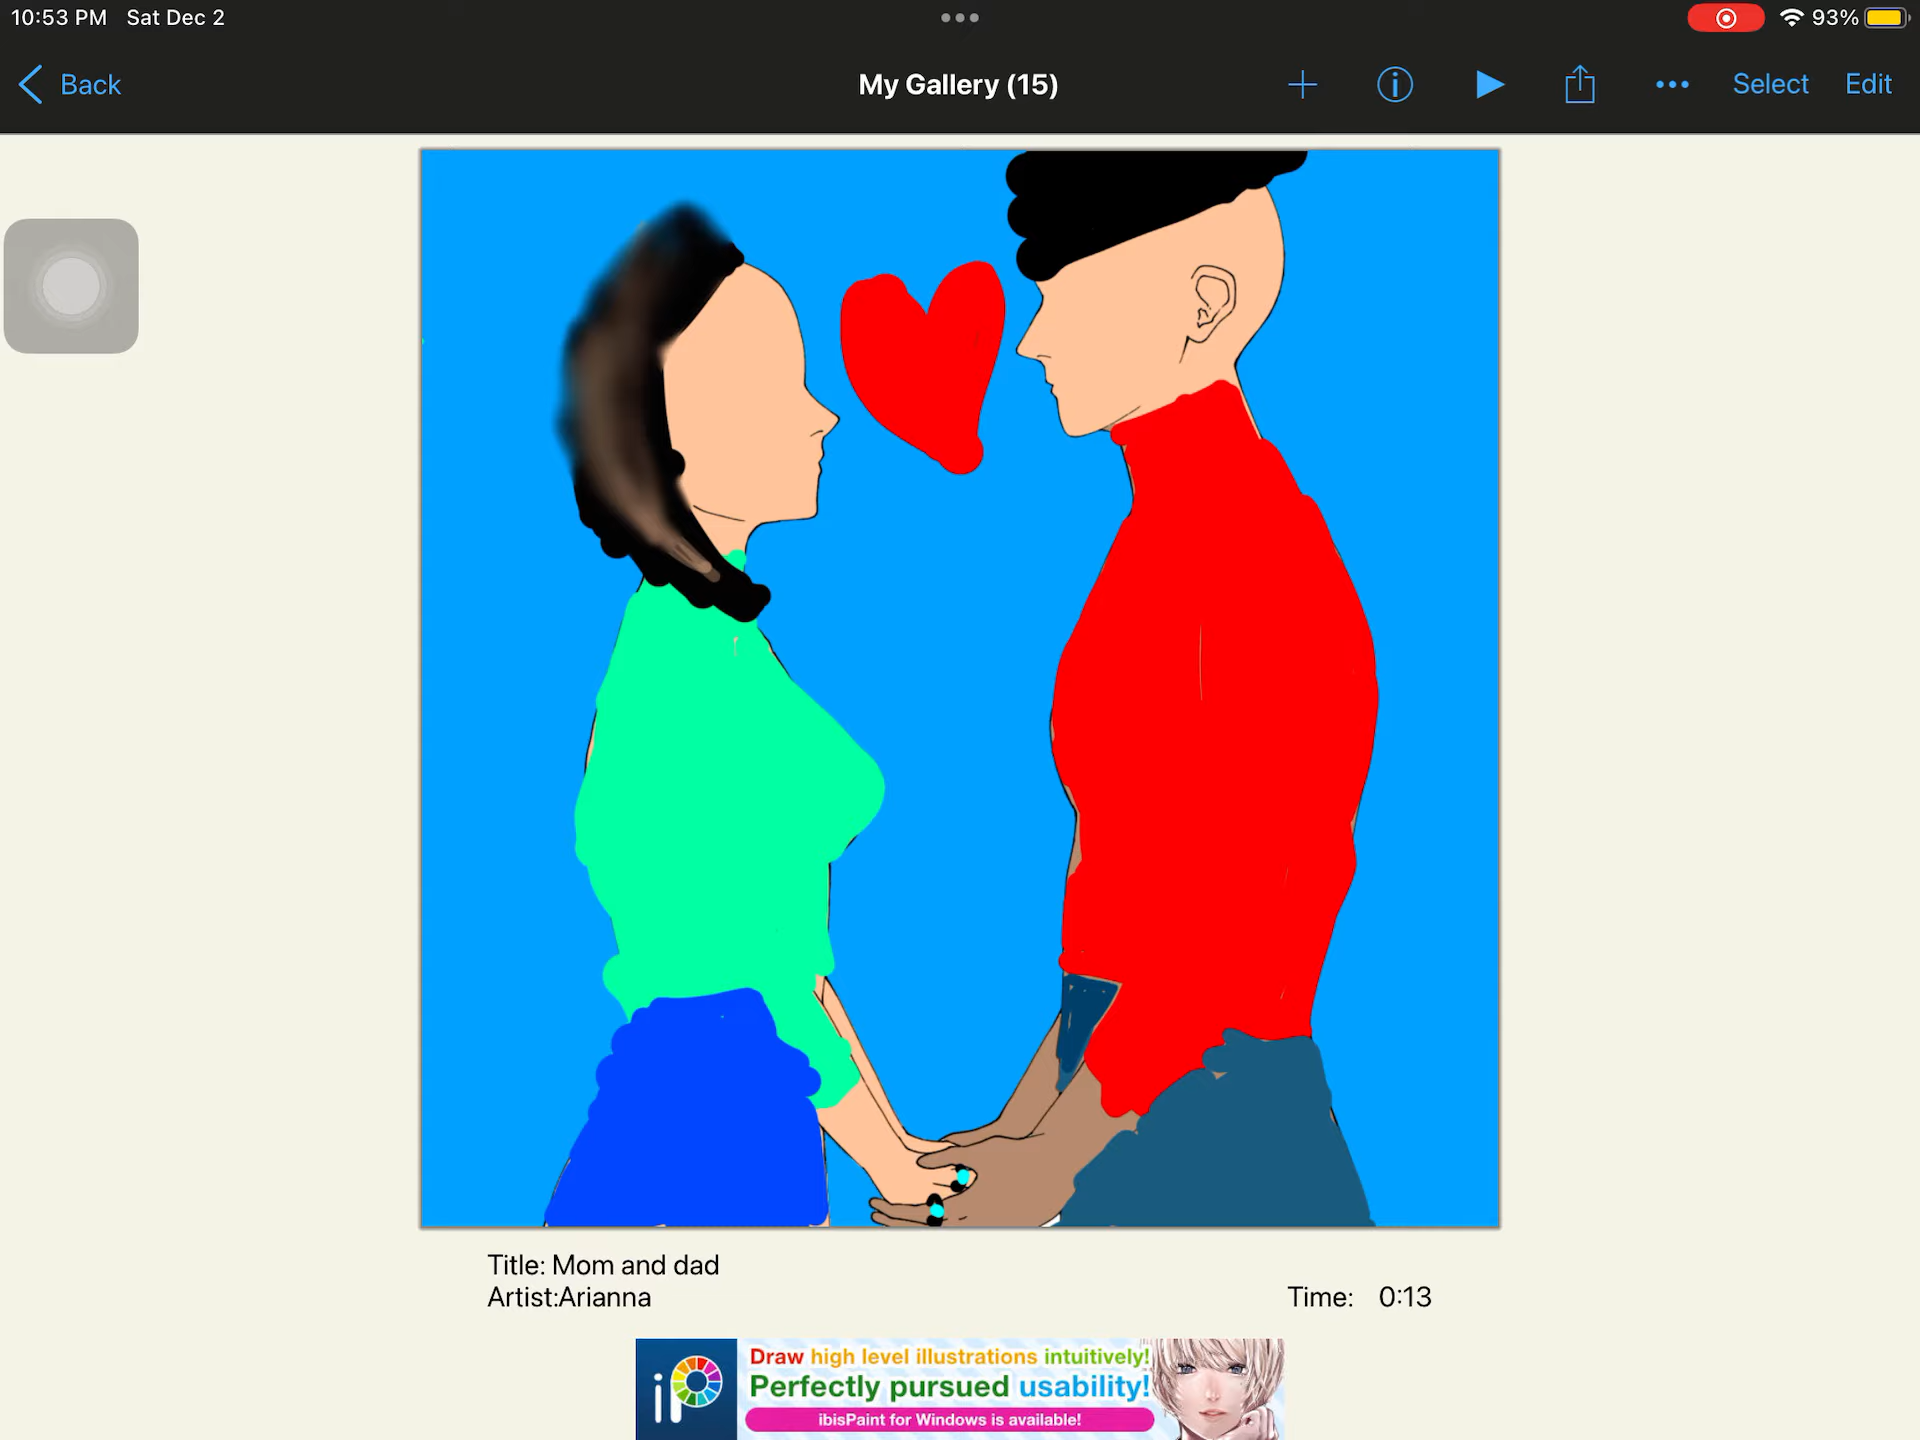 10:53 PM Sat Dec 2
93%
Back
My Gallery (15)
Select
Edit
Title: Mom and dad
Artist:Arianna
Time: 0:13
iP
Draw high level illustrations intuitively!
Perfectly pursued usability!
ibisPaint for Windows is available!